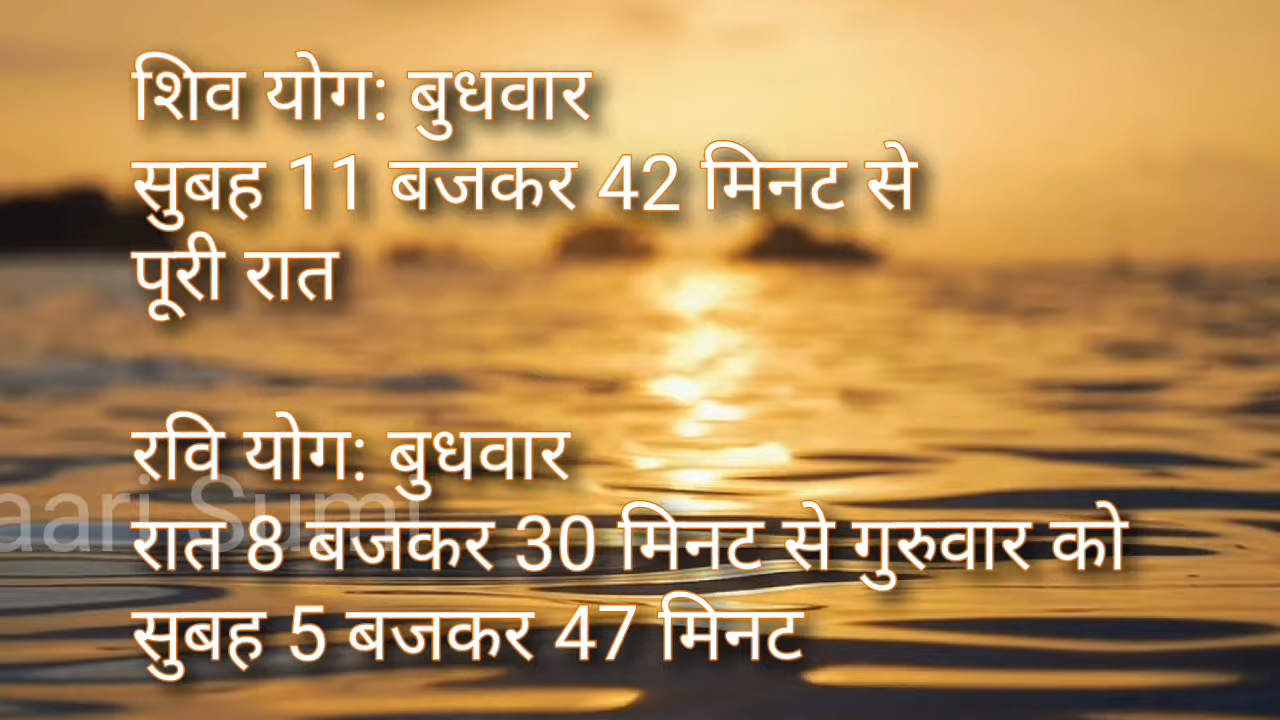 शिव योग: बुधवार
सुबह 11 बजकर 42 मिनट से
पूरी रात
रवि योग: बुधवार
रात 8 बजकर 30 मिनट से गुरुवार को
सुबह 5 बजकर 47 मिनट